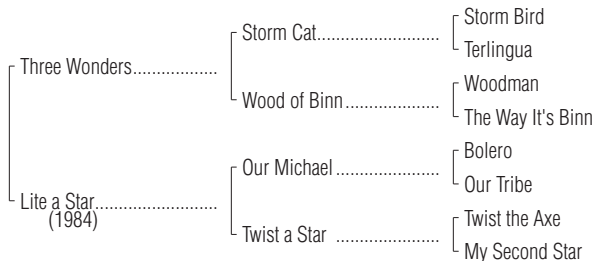 Storm Bird
Storm Cat....................
Terlingua
Three Wonders..................
Woodman
Wood of Binn....................
The Way It's Binn
Bolero
Our Michael......................
Our Tribe
Lite a Star..........................
(1984)
Twist the Axe
Twist a Star ......................
My Second Star